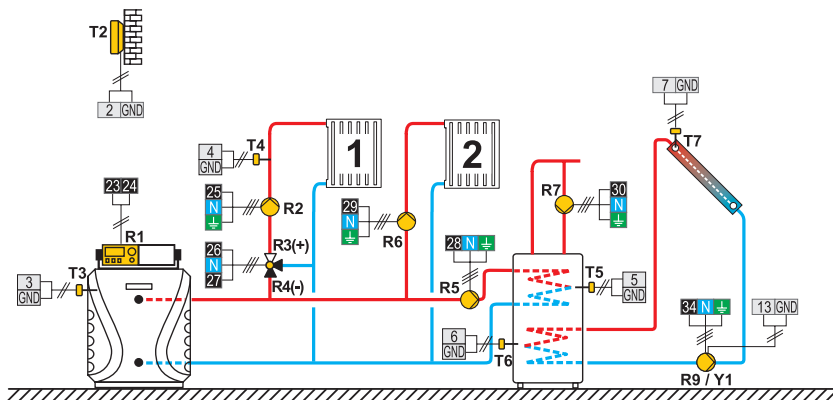 T2
2 GND
7 GND
T7
4
GND
T4
1
2
23 24
R1
25
N
R2
29
N
R6
R7
30
N
26
N
27
R3(+)
R4(-)
28 N
R5
3
GND
T3
T5
5
GND
6
GND
T6
34 N
13 GND
R9 / Y1